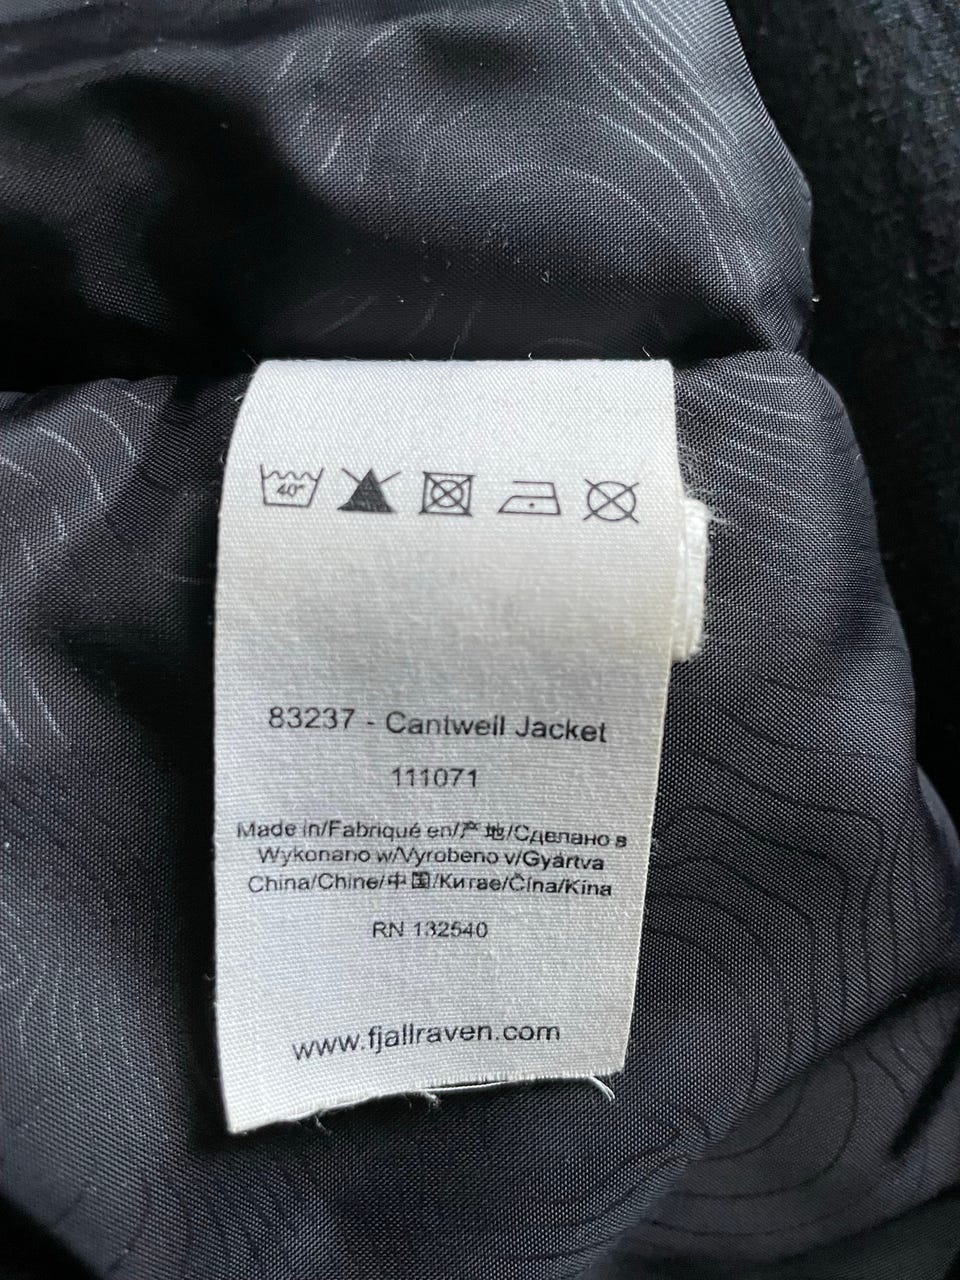 40°
83237 - Cantwell Jacket
111071
Made in/Fabriqué en/产地/Сделано в
Wykonano w/Vyrobeno v/Gyártva
China/Chine/中国/Китае/Čína/Kína
RN 132540
www.fjallraven.com